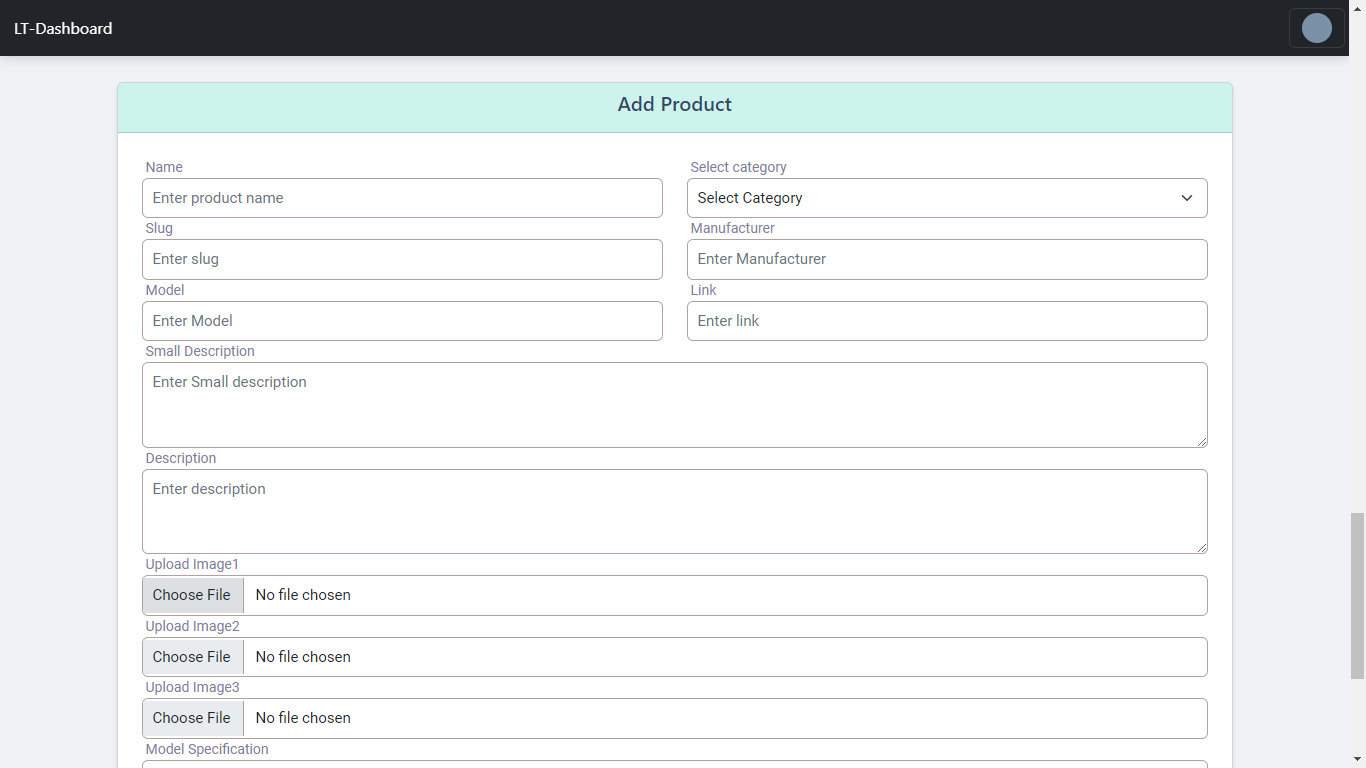 LT-Dashboard
Add Product
Name
Enter product name
Select category
Select Category
Slug
Enter slug
Manufacturer
Enter Manufacturer
Model
Enter Model
Link
Enter link
Small Description
Enter Small description
Description
Enter description
Upload Image1
Choose File No file chosen
Upload Image2
Choose File No file chosen
Upload Image3
Choose File No file chosen
Model Specification